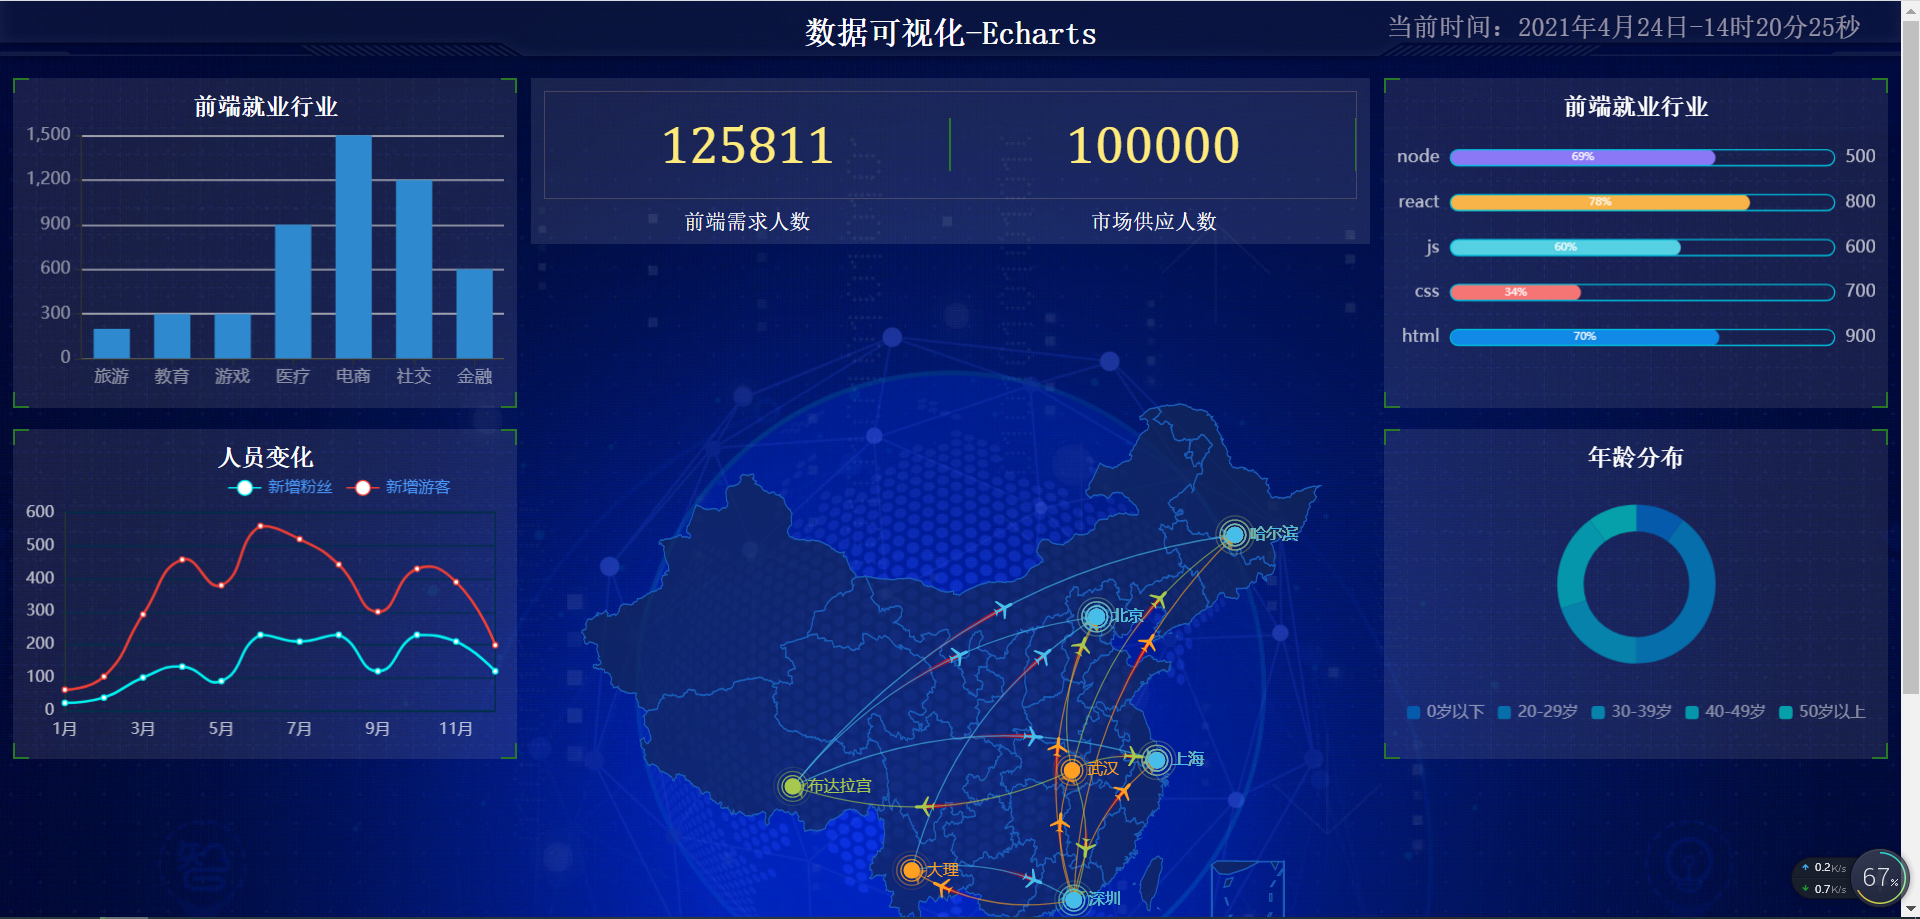 数据可视化-Echarts
当前时间：2021年4月24日-14时20分25秒
前端就业行业
1,500
1,200
900
600
300
0
旅游 教育 游戏 医疗 电商 社交 金融
人员变化
新增粉丝 新增游客
600
500
400
300
200
100
0
1月 3月 5月 7月 9月 11月
125811 100000
前端需求人数 市场供应人数
哈尔滨
北京
上海
武汉
布达拉宫
大理
深圳
前端就业行业
node 69% 500
react 78% 800
js 60% 600
css 34% 700
html 70% 900
年龄分布
0岁以下 20-29岁 30-39岁 40-49岁 50岁以上
↑ 0.2K/s
↓ 0.7K/s
67%